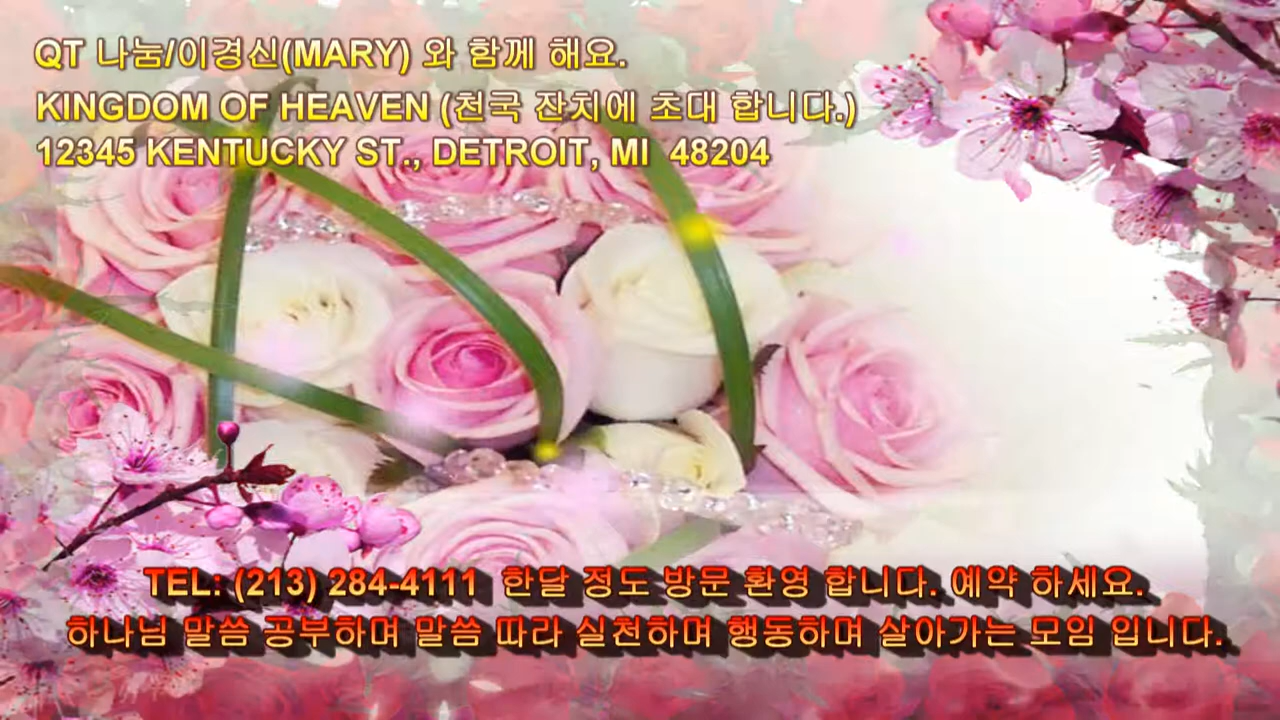 QT 나눔/이경신(MARY) 와 함께 해요.
KINGDOM OF HEAVEN (천국 잔치에 초대 합니다.)
12345 KENTUCKY ST., DETROIT, MI 48204
TEL: (213) 284-4111 한달 정도 방문 환영 합니다. 예약 하세요.
하나님 말씀 공부하며 말씀 따라 실천하며 행동하며 살아가는 모임 입니다.